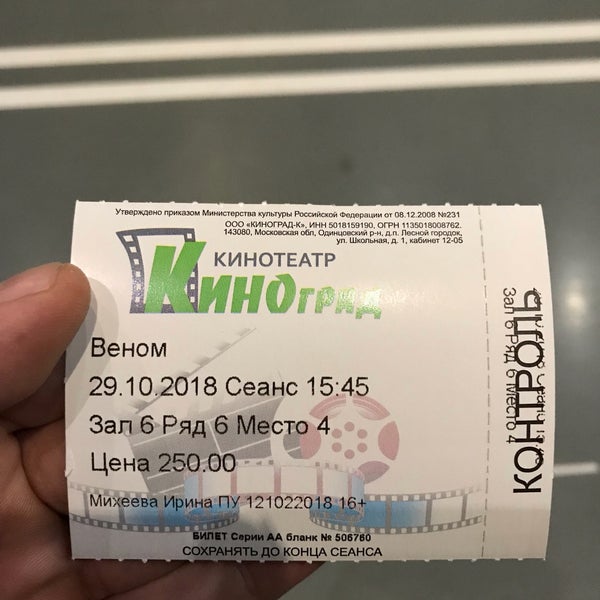 Утверждено приказом Министерства культуры Российской Федерации от 08.12.2008 №231
ООО «КИНОГРАД-К», ИНН 5018159190, ОГРН 1135018008762.
143080, Московская обл, Одинцовский р-н, д.п. Лесной городок,
ул. Школьная, д. 1, кабинет 12-05
КИНОТЕАТР
КИНОГРАД
Веном
29.10.2018 Сеанс 15:45
Зал 6 Ряд 6 Место 4
Цена 250.00
Михеева Ирина ПУ 121022018 16+
БИЛЕТ Серии АА бланк № 506760
СОХРАНЯТЬ ДО КОНЦА СЕАНСА
КОНТРОЛЬ
Зал 6 Ряд 6 Место 4